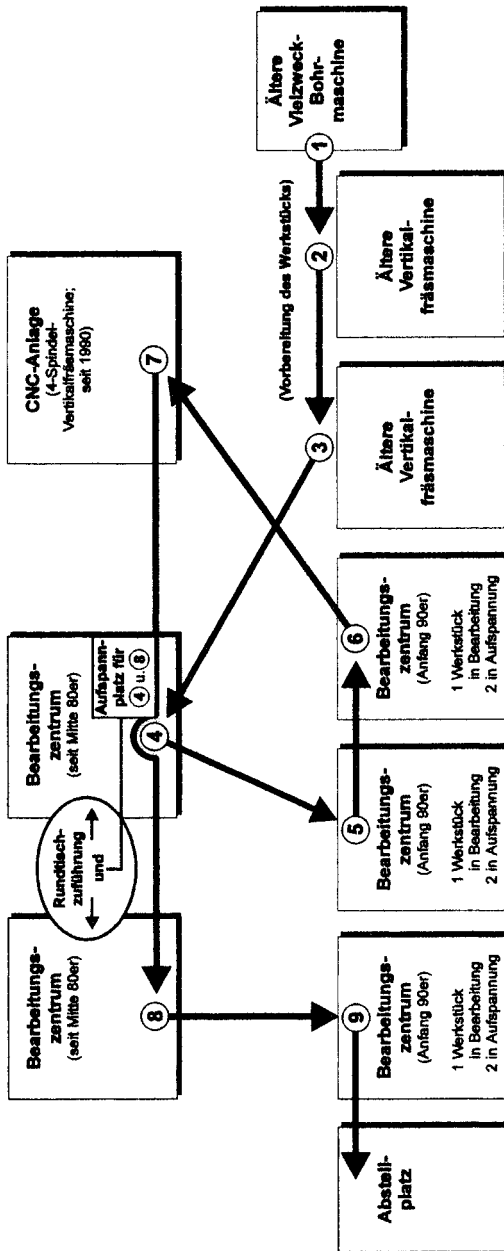 Bearbeitungs-
zentrum
(seit Mitte 80er)
8
Rundtisch-
zuführung
und
Bearbeitungs-
zentrum
(seit Mitte 80er)
Aufspann-
platz für
4 u. 8
4
CNC-Anlage
(4-Spindel-
Vertikalfräsmaschine;
seit 1990)
7
(Vorbereitung des Werkstücks)
Ältere
Vielzweck-
Bohr-
maschine
1
Abstell-
platz
9
Bearbeitungs-
zentrum
(Anfang 90er)
1 Werkstück
in Bearbeitung
2 in Aufspannung
5
Bearbeitungs-
zentrum
(Anfang 90er)
1 Werkstück
in Bearbeitung
2 in Aufspannung
6
Bearbeitungs-
zentrum
(Anfang 90er)
1 Werkstück
in Bearbeitung
2 in Aufspannung
3
Ältere
Vertikal-
fräsmaschine
2
Ältere
Vertikal-
fräsmaschine